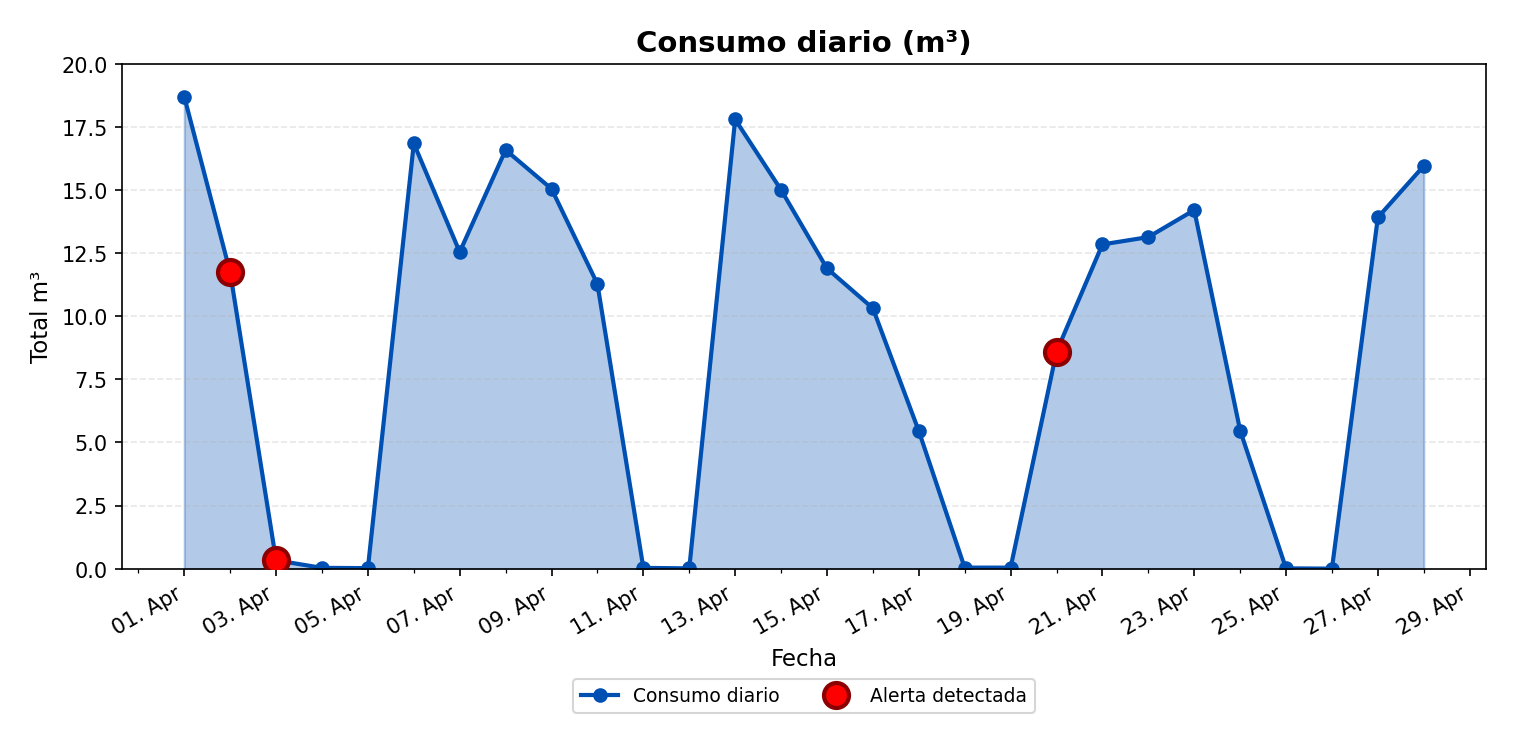 Consumo diario (m³)
20.0
17.5
15.0
12.5
10.0
7.5
5.0
2.5
0.0
Total m³
01. Apr
03. Apr
05. Apr
07. Apr
09. Apr
11. Apr
13. Apr
15. Apr
17. Apr
19. Apr
21. Apr
23. Apr
25. Apr
27. Apr
29. Apr
Fecha
Consumo diario
Alerta detectada